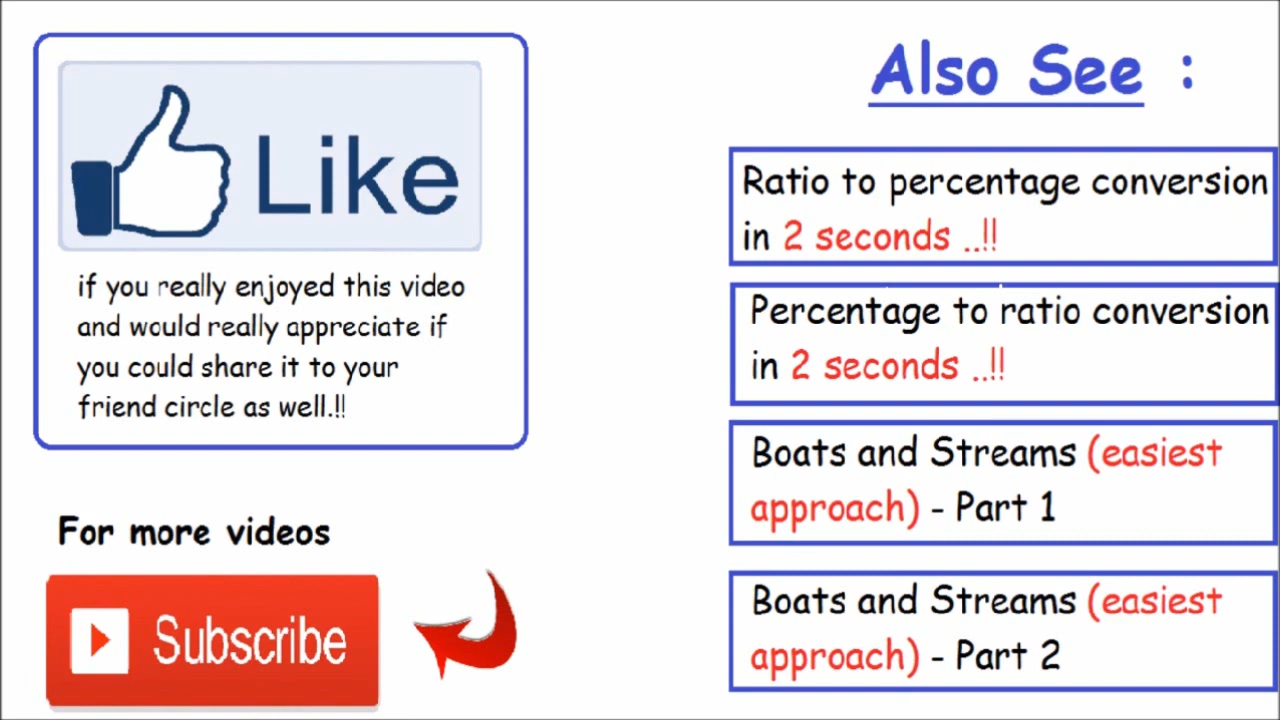 Like
if you really enjoyed this video
and would really appreciate if
you could share it to your
friend circle as well.!!
For more videos
Subscribe
Also See :
Ratio to percentage conversion
in 2 seconds ..!!
Percentage to ratio conversion
in 2 seconds ..!!
Boats and Streams (easiest
approach) - Part 1
Boats and Streams (easiest
approach) - Part 2